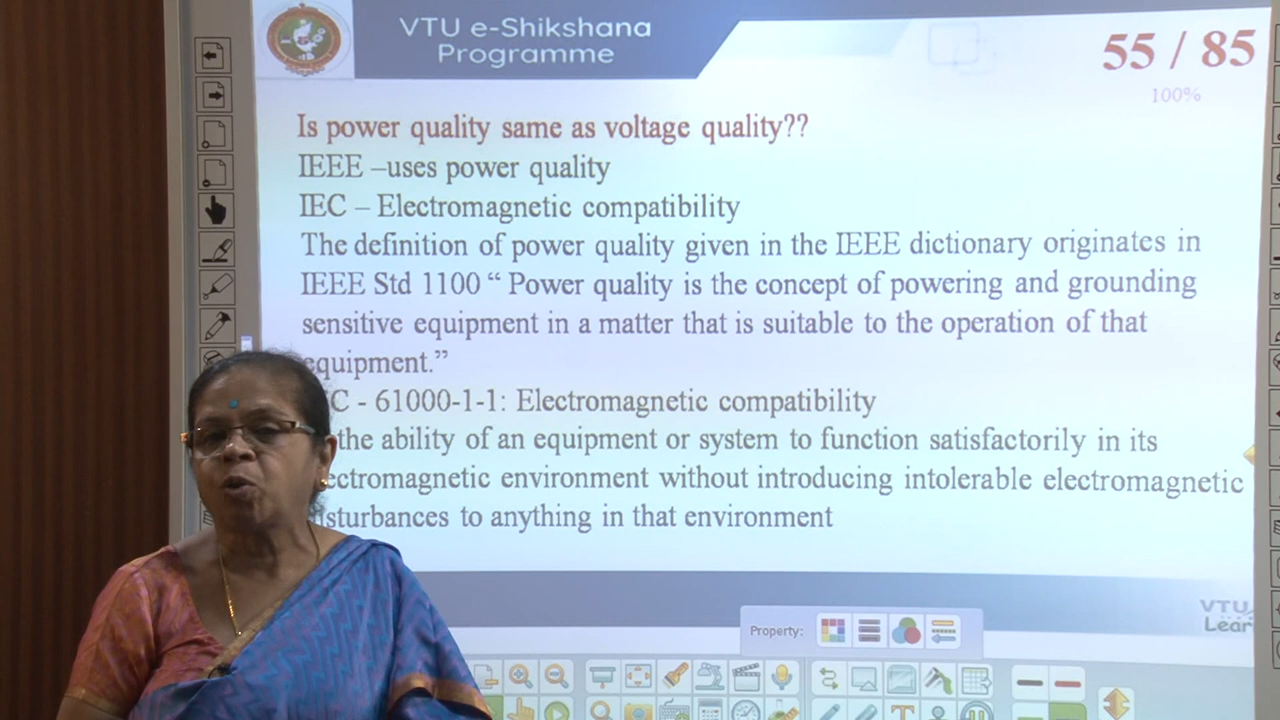 VTU e-Shikshana
Programme
55 / 85
100%
Is power quality same as voltage quality??
IEEE –uses power quality
IEC – Electromagnetic compatibility
The definition of power quality given in the IEEE dictionary originates in
IEEE Std 1100 “ Power quality is the concept of powering and grounding
sensitive equipment in a matter that is suitable to the operation of that
equipment.”
C - 61000-1-1: Electromagnetic compatibility
the ability of an equipment or system to function satisfactorily in its
ectromagnetic environment without introducing intolerable electromagnetic
isturbances to anything in that environment
VTU
Lear
Property: